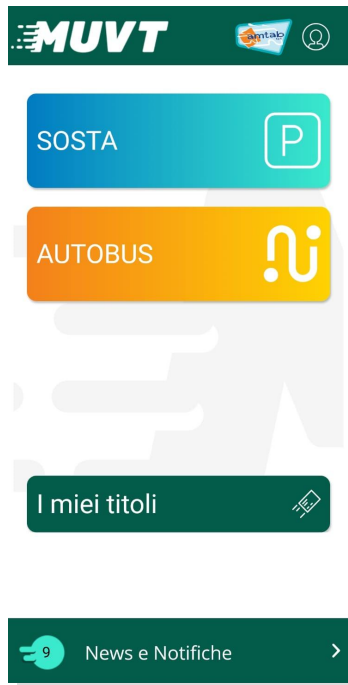 MUVT
amtab
SOSTA
P
AUTOBUS
I miei titoli
9
News e Notifiche